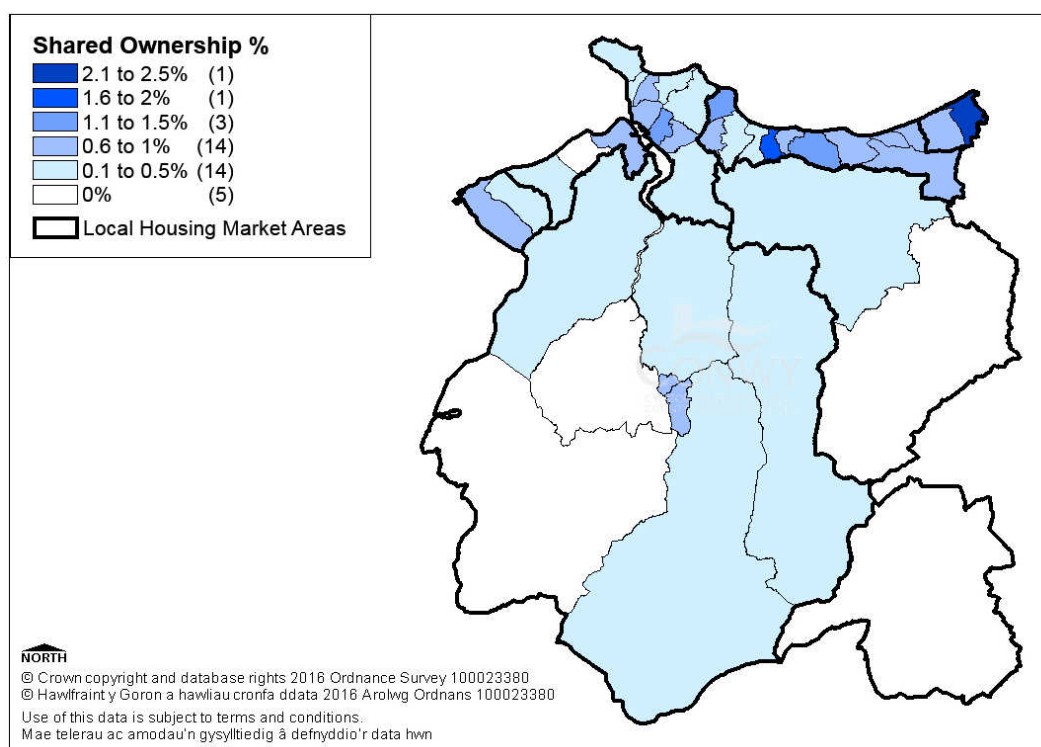 Shared Ownership %
2.1 to 2.5% (1)
1.6 to 2% (1)
1.1 to 1.5% (3)
0.6 to 1% (14)
0.1 to 0.5% (14)
0% (5)
Local Housing Market Areas
NORTH
© Crown copyright and database rights 2016 Ordnance Survey 100023380
© Hawlfraint y Goron a hawliau cronfa ddata 2016 Arolwg Ordnans 100023380
Use of this data is subject to terms and conditions.
Mae telerau ac amodau'n gysylltiedig â defnyddio'r data hwn